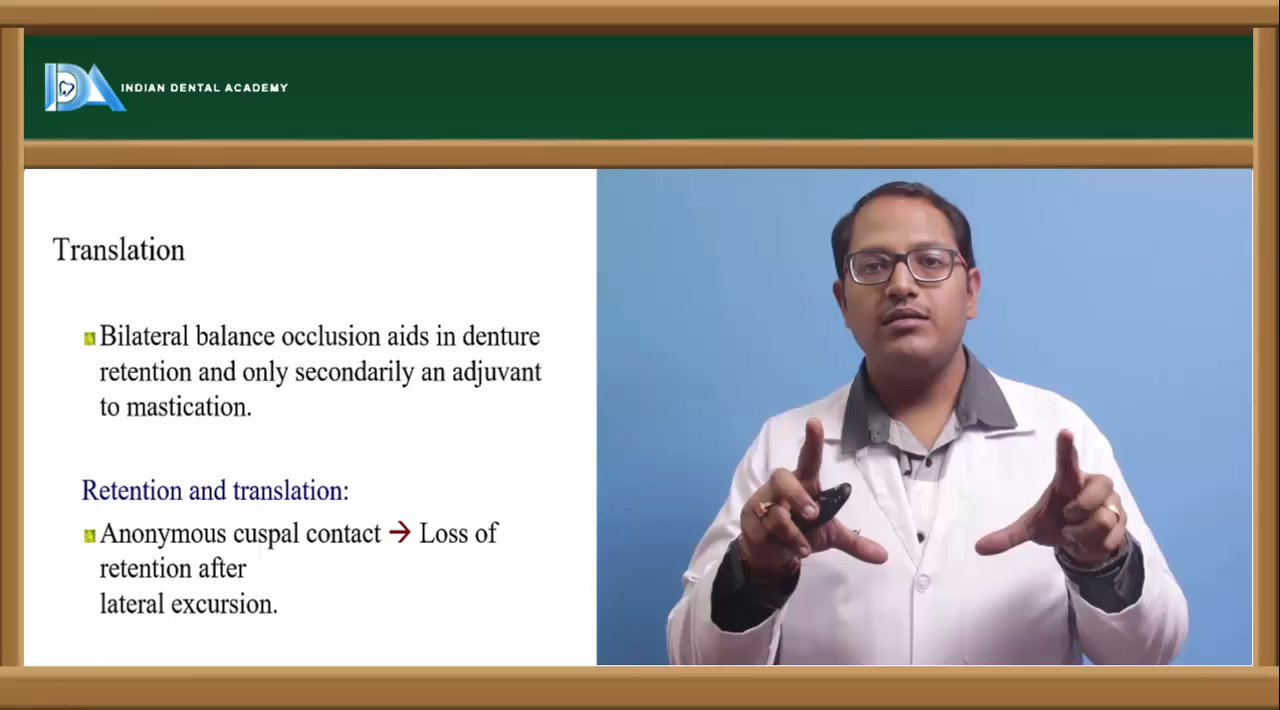 IDA INDIAN DENTAL ACADEMY
Translation
Bilateral balance occlusion aids in denture
retention and only secondarily an adjuvant
to mastication.
Retention and translation:
Anonymous cuspal contact → Loss of
retention after
lateral excursion.